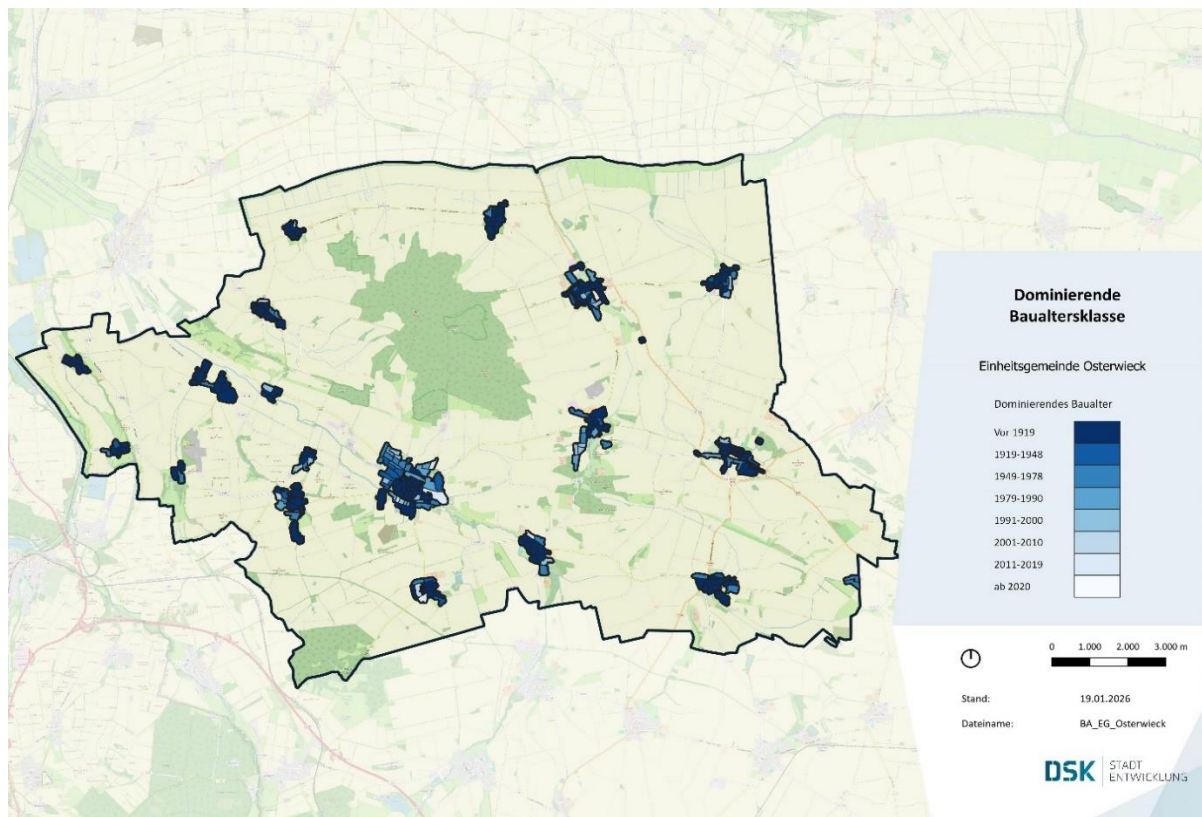 Dominierende
Baualtersklasse
Einheitsgemeinde Osterwieck
Dominierendes Baualter
Vor 1919
1919-1948
1949-1978
1979-1990
1991-2000
2001-2010
2011-2019
ab 2020
0 1.000 2.000 3.000 m
Stand: 19.01.2026
Dateiname: BA_EG_Osterwieck
DSK STADT
ENTWICKLUNG